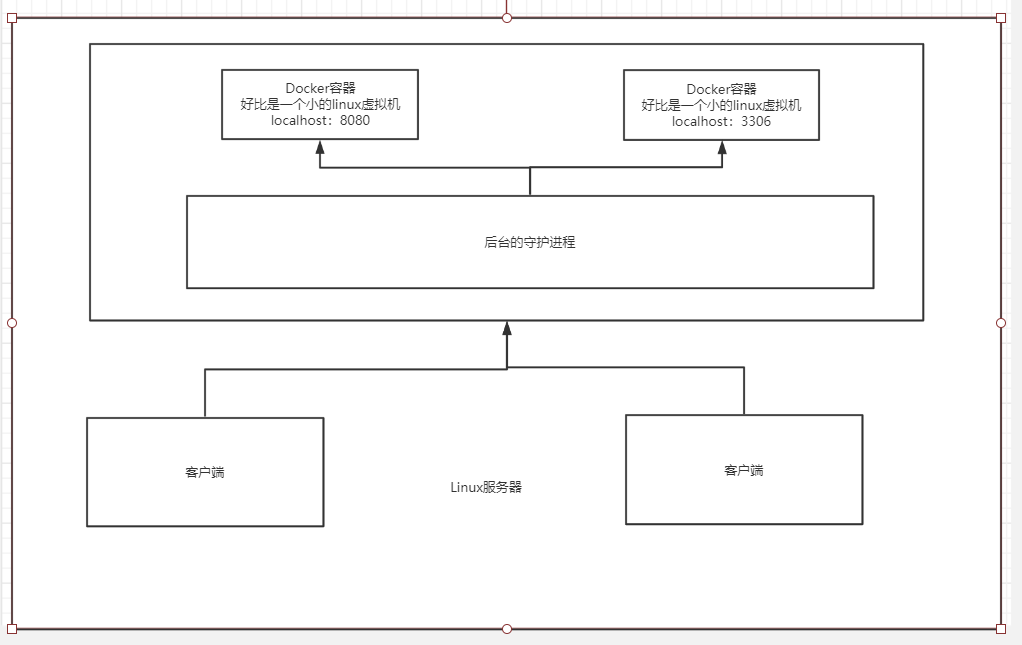 Docker容器
好比是一个小的linux虚拟机
localhost：8080
Docker容器
好比是一个小的linux虚拟机
localhost：3306
后台的守护进程
客户端
客户端
Linux服务器